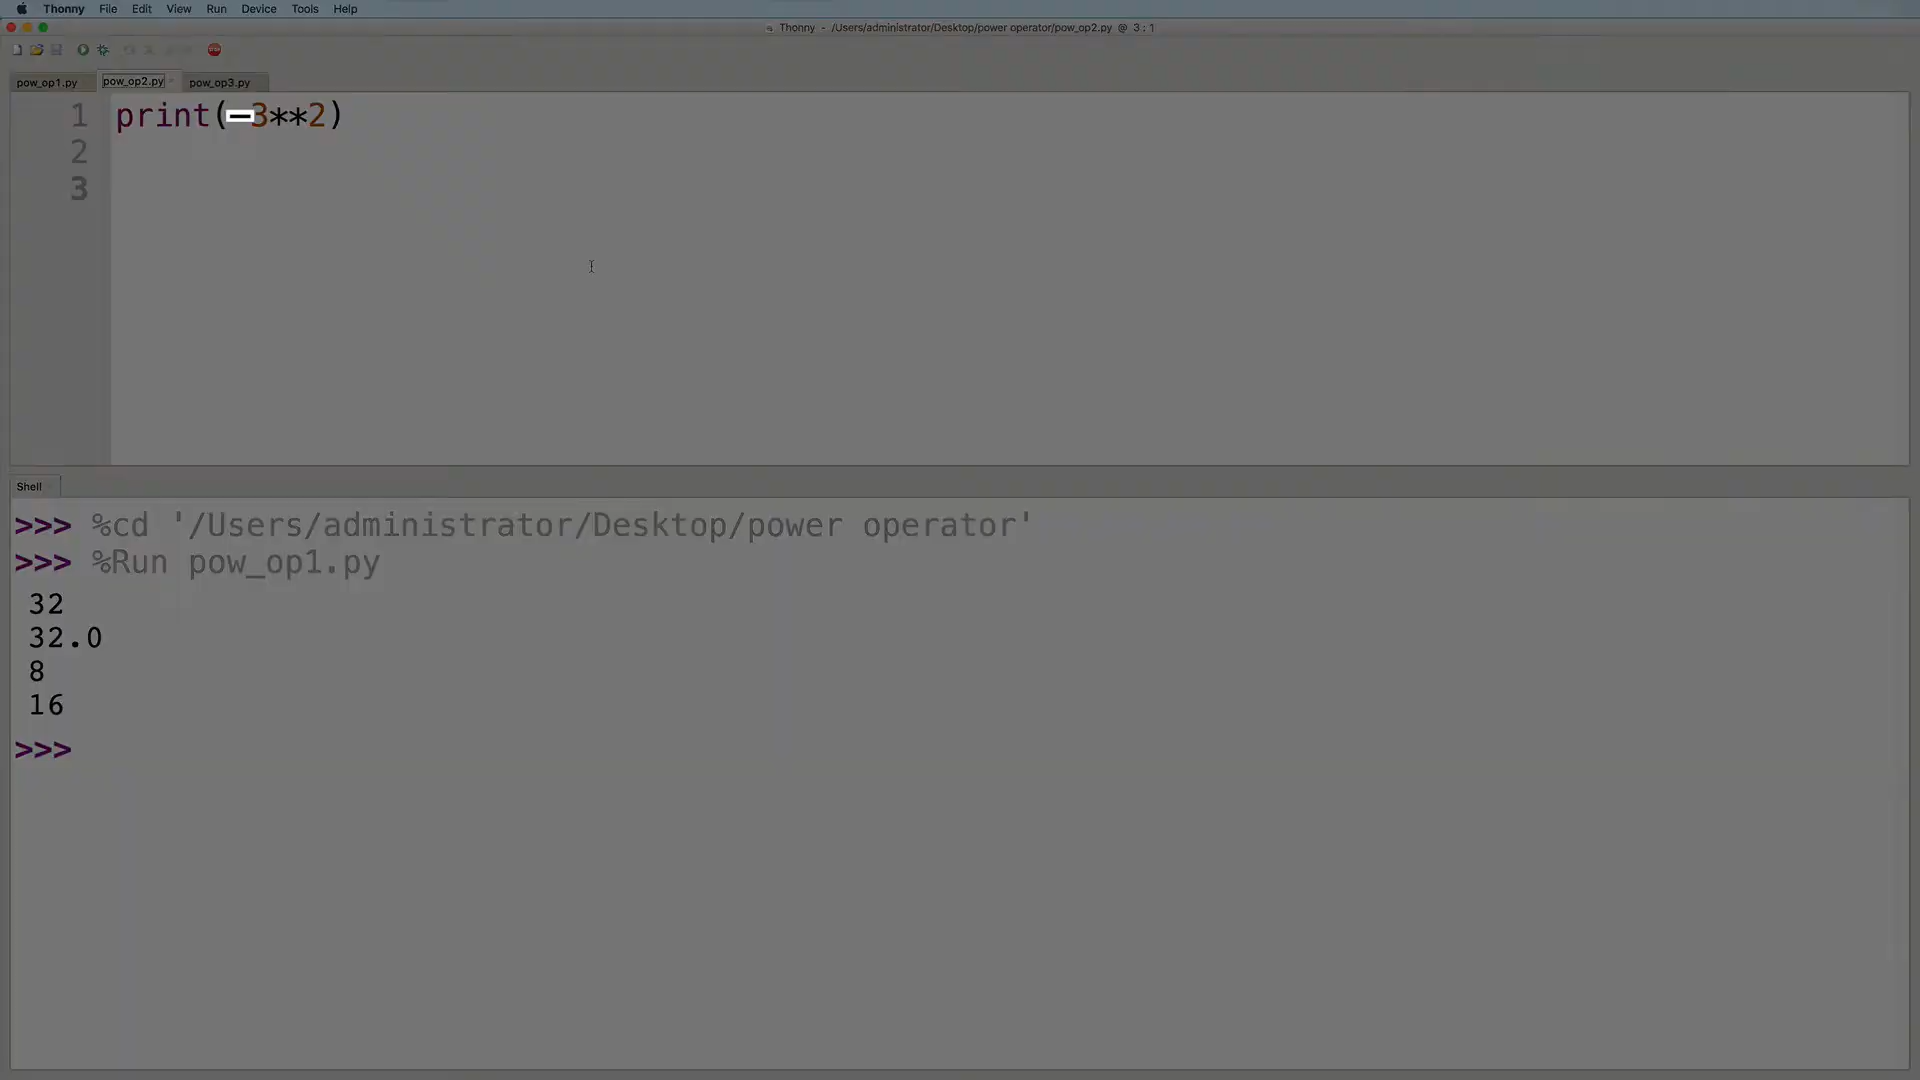 Thonny File Edit View Run Device Tools Help
Thonny - /Users/administrator/Desktop/power operator/pow_op2.py @ 3 : 1
pow_op1.py pow_op2.py × pow_op3.py
1 print(-3**2)
2
3
Shell
>>> %cd '/Users/administrator/Desktop/power operator'
>>> %Run pow_op1.py
32
32.0
8
16
>>>